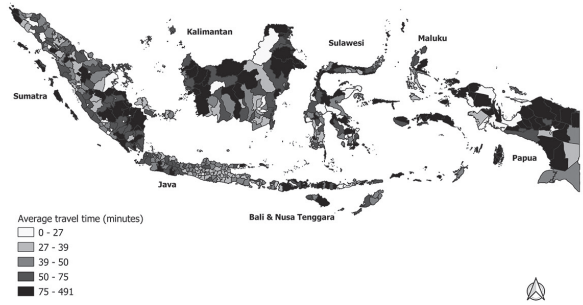 Kalimantan
Sulawesi
Maluku
Sumatra
Papua
Java
Bali & Nusa Tenggara
Average travel time (minutes)
0 - 27
27 - 39
39 - 50
50 - 75
75 - 491